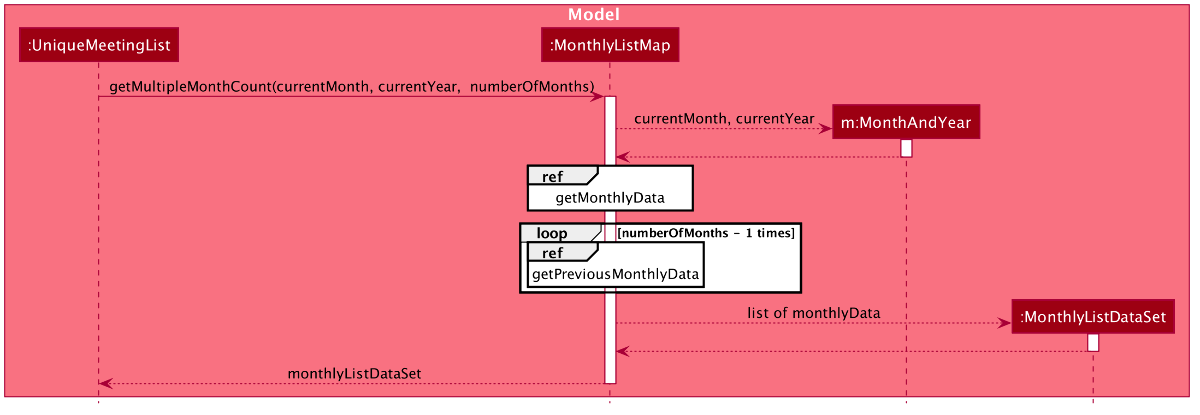 Model
:UniqueMeetingList
:MonthlyListMap
getMultipleMonthCount(currentMonth, currentYear, numberOfMonths)
currentMonth, currentYear
m:MonthAndYear
ref
getMonthlyData
loop
[numberOfMonths - 1 times]
ref
getPreviousMonthlyData
list of monthlyData
:MonthlyListDataSet
monthlyListDataSet